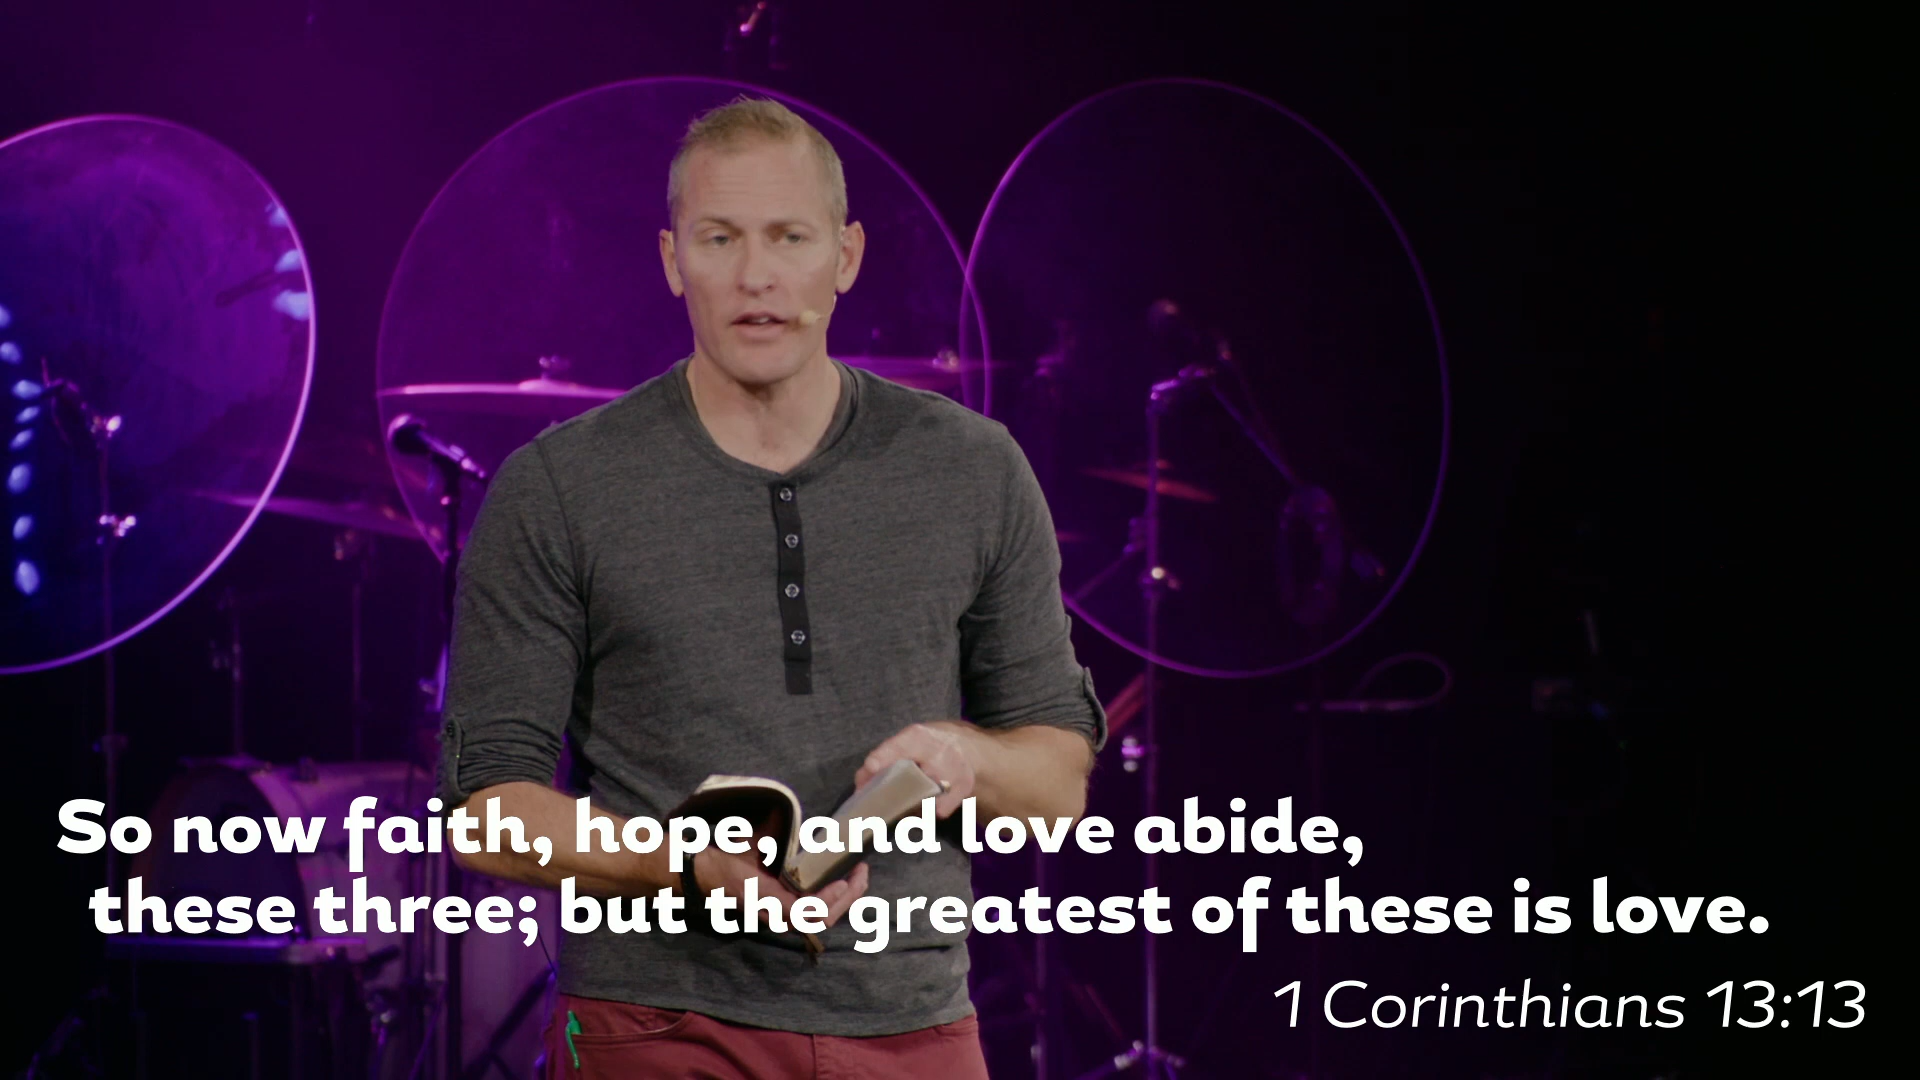 So now faith, hope, and love abide,
these three; but the greatest of these is love.
1 Corinthians 13:13